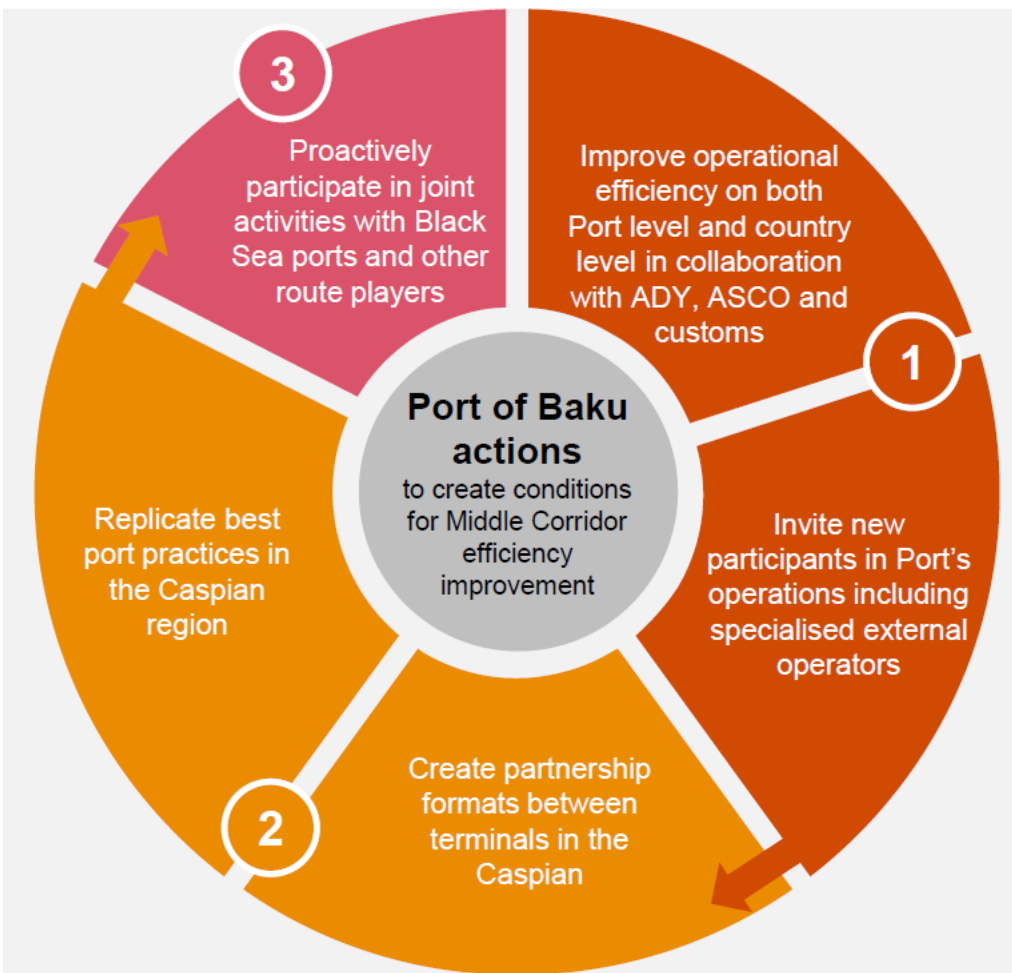 Port of Baku
actions
to create conditions
for Middle Corridor
efficiency
improvement
1
Improve operational
efficiency on both
Port level and country
level in collaboration
with ADY, ASCO and
customs
Invite new
participants in Port's
operations including
specialised external
operators
2
Create partnership
formats between
terminals in the
Caspian
Replicate best
port practices in
the Caspian
region
3
Proactively
participate in joint
activities with Black
Sea ports and other
route players